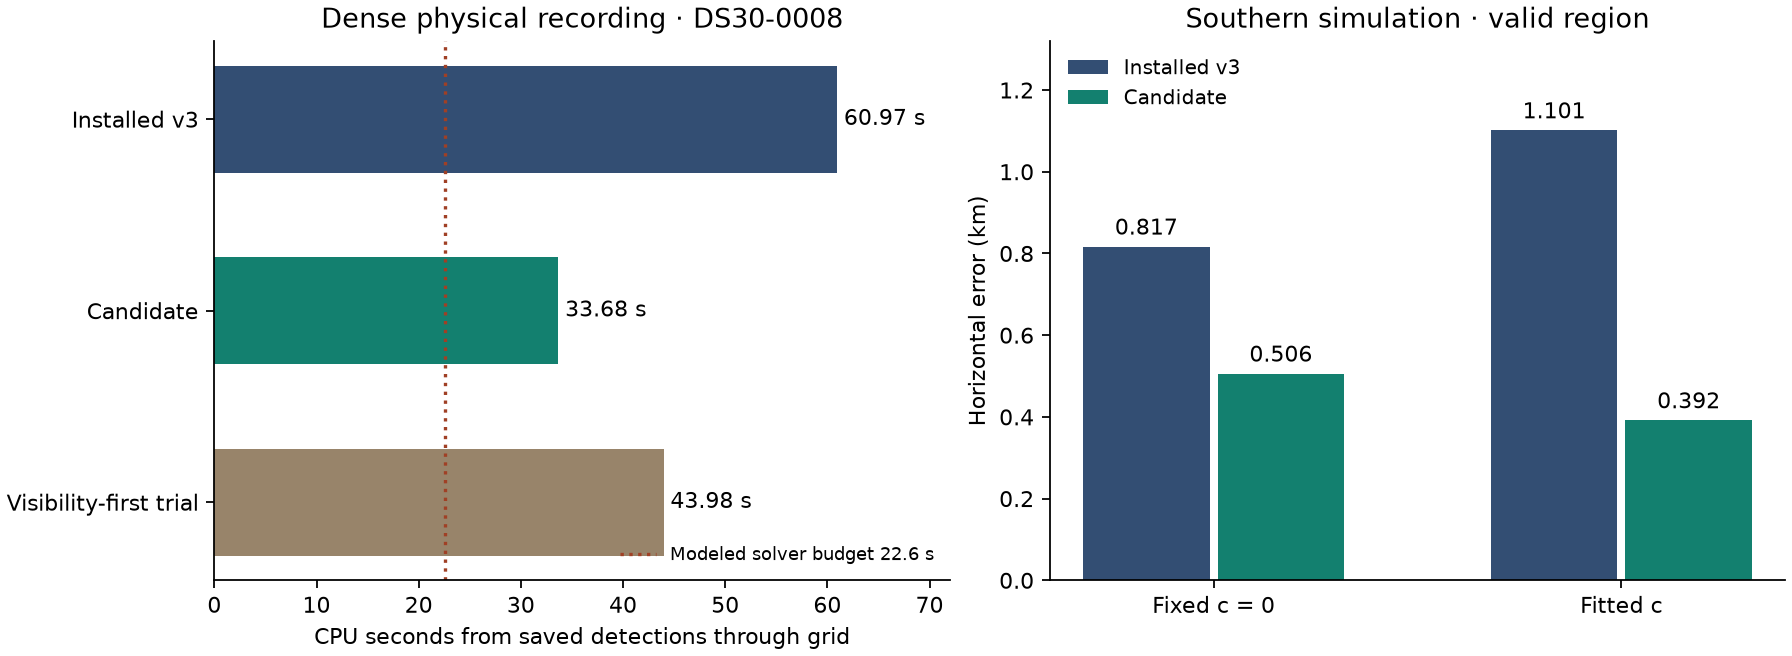 Dense physical recording · DS30-0008
Installed v3
60.97 s
Candidate
33.68 s
Visibility-first trial
43.98 s
Modeled solver budget 22.6 s
0 10 20 30 40 50 60 70
CPU seconds from saved detections through grid
Southern simulation · valid region
Installed v3
Candidate
Horizontal error (km)
1.2
1.0
0.8
0.6
0.4
0.2
0.0
0.817
0.506
1.101
0.392
Fixed c = 0
Fitted c